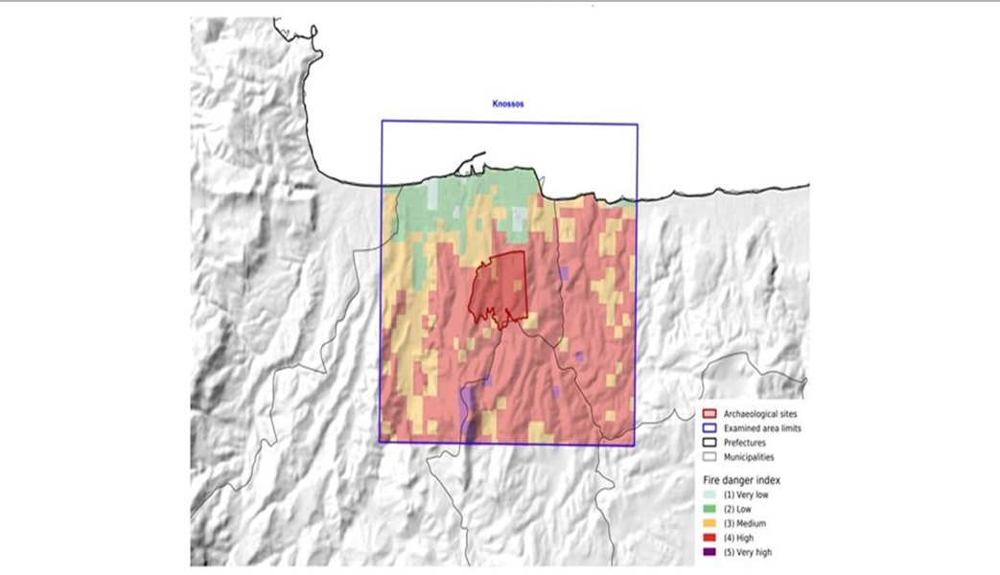 Knossos
Archaeological sites
Examined area limits
Prefectures
Municipalities
Fire danger index
(1) Very low
(2) Low
(3) Medium
(4) High
(5) Very high